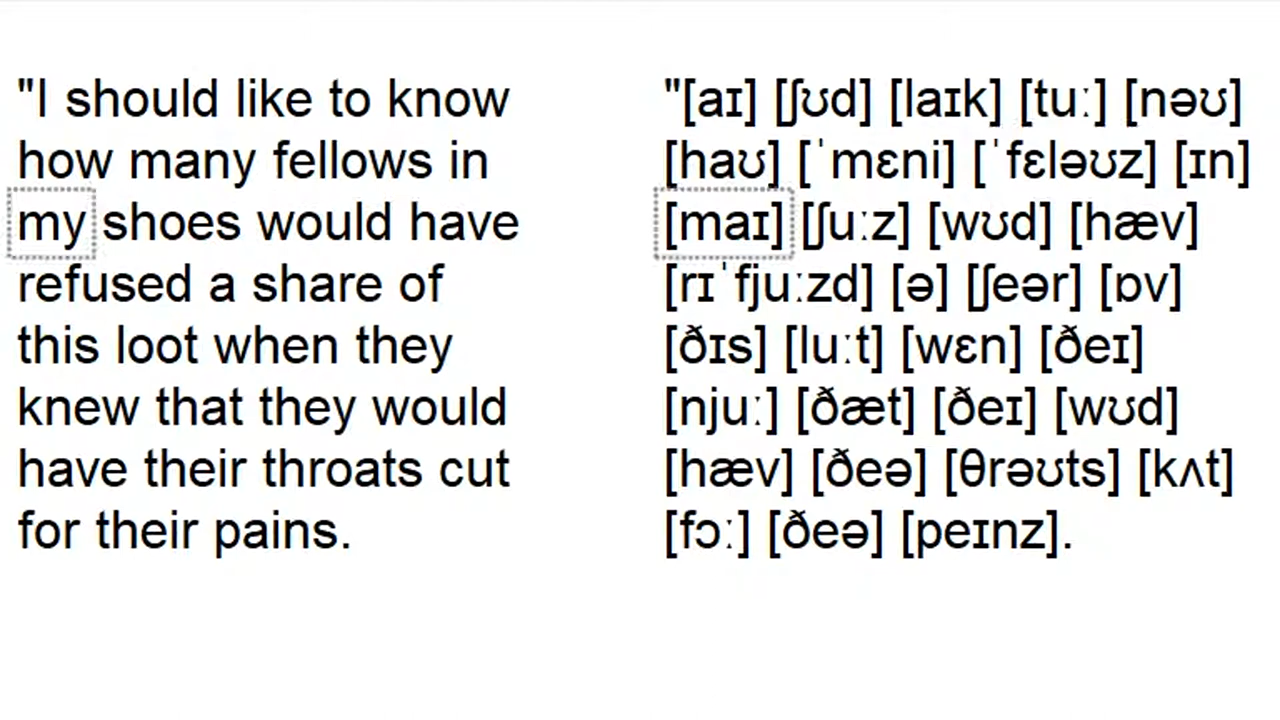 "I should like to know
how many fellows in
my shoes would have
refused a share of
this loot when they
knew that they would
have their throats cut
for their pains.
"[aɪ] [ʃʊd] [laɪk] [tuː] [nəʊ]
[haʊ] [ˈmɛni] [ˈfɛləʊz] [ɪn]
[maɪ] [ʃuːz] [wʊd] [hæv]
[rɪˈfjuːzd] [ə] [ʃeər] [ɒv]
[ðɪs] [luːt] [wɛn] [ðeɪ]
[njuː] [ðæt] [ðeɪ] [wʊd]
[hæv] [ðeə] [θrəʊts] [kʌt]
[fɔː] [ðeə] [peɪnz].